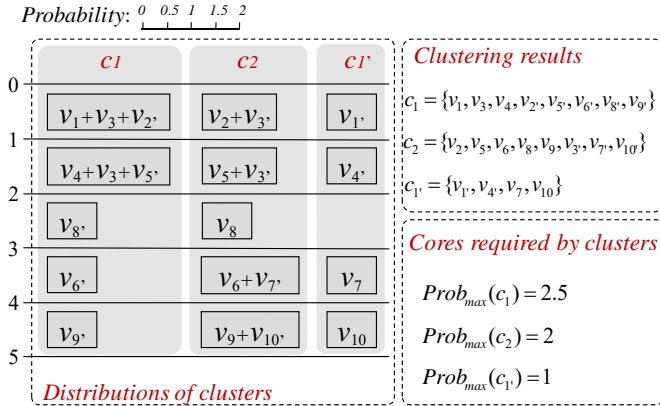 Probability: 0 0.5 1 1.5 2
c1 c2 c1’
0
v1+v3+v2’ v2+v3’ v1’
1
v4+v3+v5’ v5+v3’ v4’
2
v8’ v8
3
v6’ v6+v7’ v7
4
v9’ v9+v10’ v10
5
Distributions of clusters
Clustering results
c1 = {v1, v3, v4, v2', v5', v6', v8', v9'}
c2 = {v2, v5, v6, v8, v9, v3', v7', v10'}
c1' = {v1', v4', v7, v10}
Cores required by clusters
Probmax(c1) = 2.5
Probmax(c2) = 2
Probmax(c1') = 1